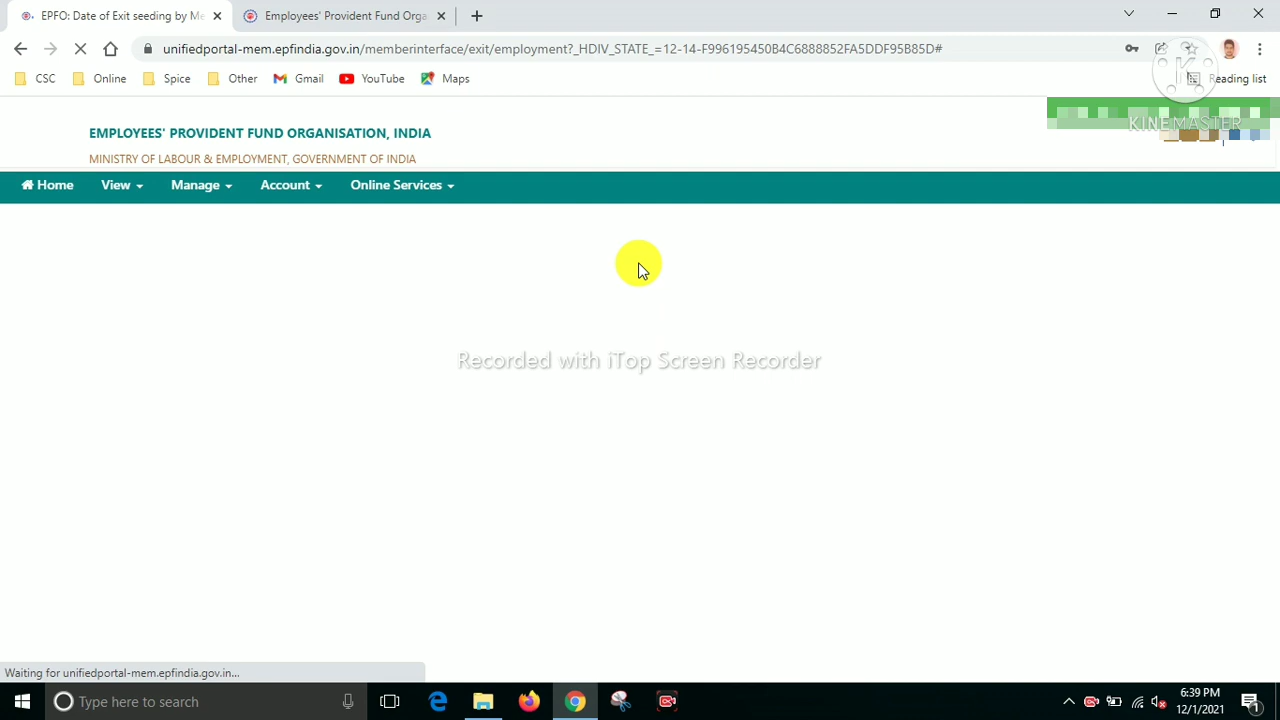 EPFO: Date of Exit seeding by Me
Employees' Provident Fund Orga
unifiedportal-mem.epfindia.gov.in/memberinterface/exit/employment?_HDIV_STATE_=12-14-F996195450B4C6888852FA5DDF95B85D#
CSC Online Spice Other Gmail YouTube Maps Reading list
KINEMASTER
EMPLOYEES' PROVIDENT FUND ORGANISATION, INDIA
MINISTRY OF LABOUR & EMPLOYMENT, GOVERNMENT OF INDIA
Home View Manage Account Online Services
Recorded with iTop Screen Recorder
Waiting for unifiedportal-mem.epfindia.gov.in...
Type here to search
6:39 PM
12/1/2021
1